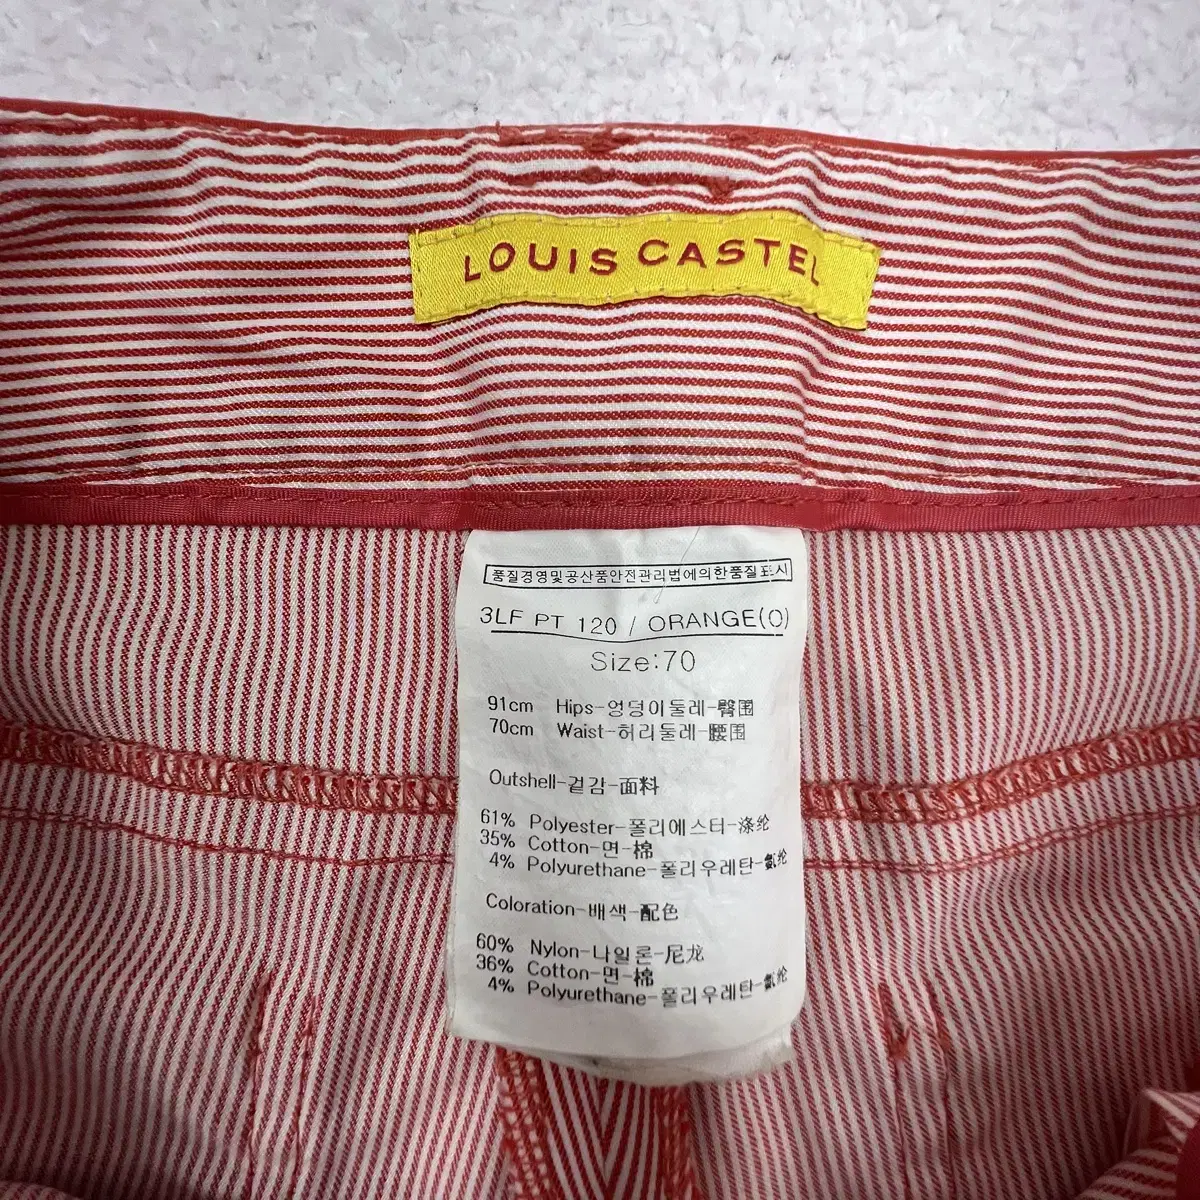 LOUIS CASTEL
품질경영및공산품안전관리법에의한품질표시
3LF PT 120 / ORANGE(O)
Size:70
91cm Hips-엉덩이둘레-臀围
70cm Waist-허리둘레-腰围
Outshell-겉감-面料
61% Polyester-폴리에스터-涤纶
35% Cotton-면-棉
4% Polyurethane-폴리우레탄-氨纶
Coloration-배색-配色
60% Nylon-나일론-尼龙
36% Cotton-면-棉
4% Polyurethane-폴리우레탄-氨纶